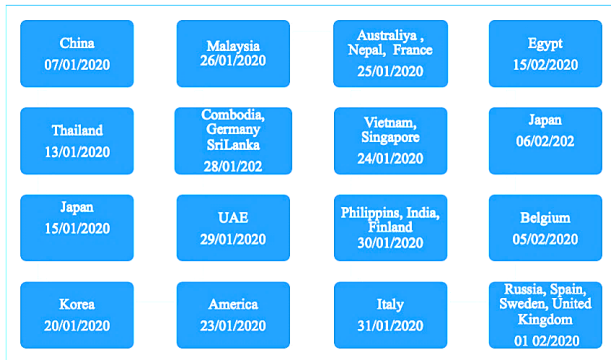 China
07/01/2020
Malaysia
26/01/2020
Australiya ,
Nepal, France
25/01/2020
Egypt
15/02/2020
Thailand
13/01/2020
Combodia,
Germany
SriLanka
28/01/202
Vietnam,
Singapore
24/01/2020
Japan
06/02/202
Japan
15/01/2020
UAE
29/01/2020
Philippins, India,
Finland
30/01/2020
Belgium
05/02/2020
Korea
20/01/2020
America
23/01/2020
Italy
31/01/2020
Russia, Spain,
Sweden, United
Kingdom
01 02/2020